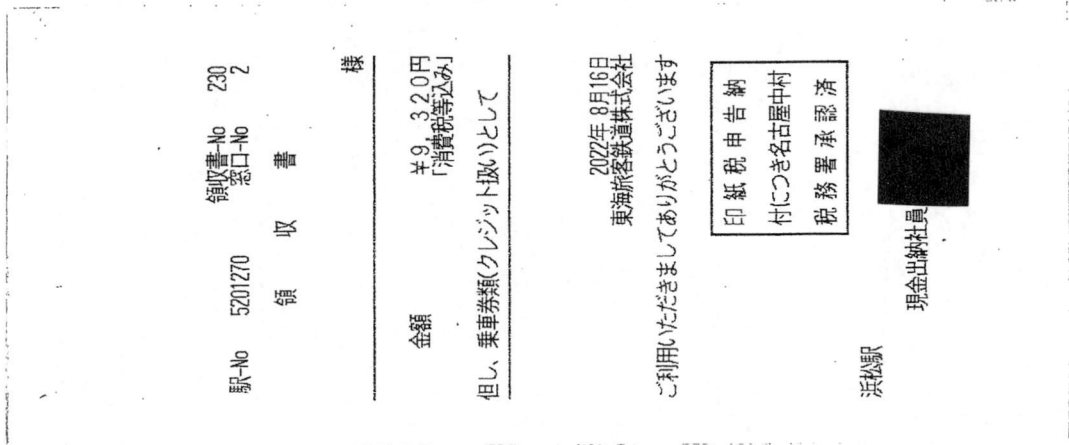 駅-No 5201270 領収書-No 230
窓口-No 2
領 収 書
様
金額 ¥9,320円
「消費税等込み」
但し、乗車券類(クレジット扱い)として
2022年 8月16日
東海旅客鉄道株式会社
ご利用いただきましてありがとうございます
印紙税申告納
付につき名古屋中村
税務署承認済
浜松駅
現金出納社員